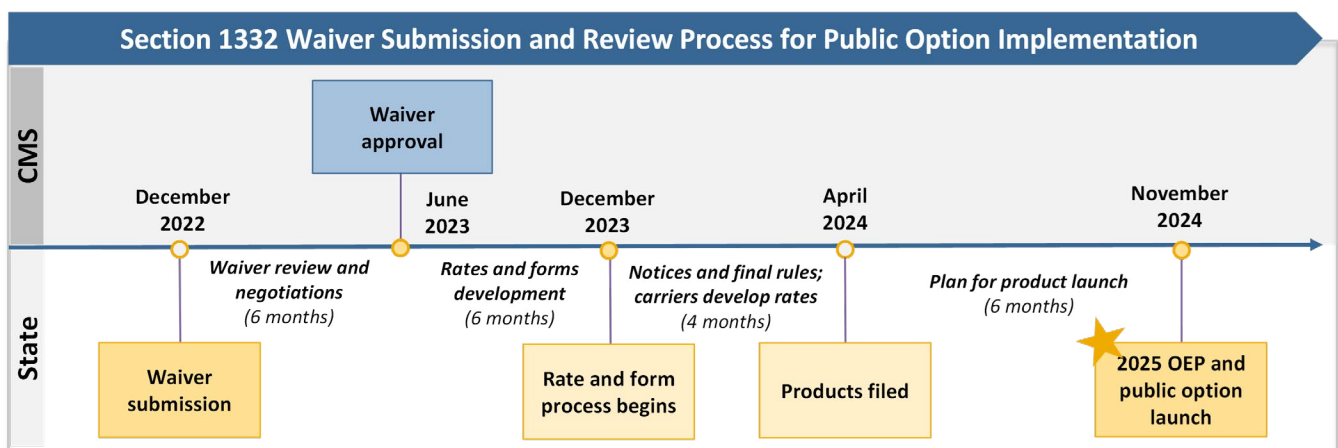 Section 1332 Waiver Submission and Review Process for Public Option Implementation
CMS
Waiver
approval
December
2022
June
2023
December
2023
April
2024
November
2024
Waiver review and
negotiations
(6 months)
Rates and forms
development
(6 months)
Notices and final rules;
carriers develop rates
(4 months)
Plan for product launch
(6 months)
State
Waiver
submission
Rate and form
process begins
Products filed
2025 OEP and
public option
launch